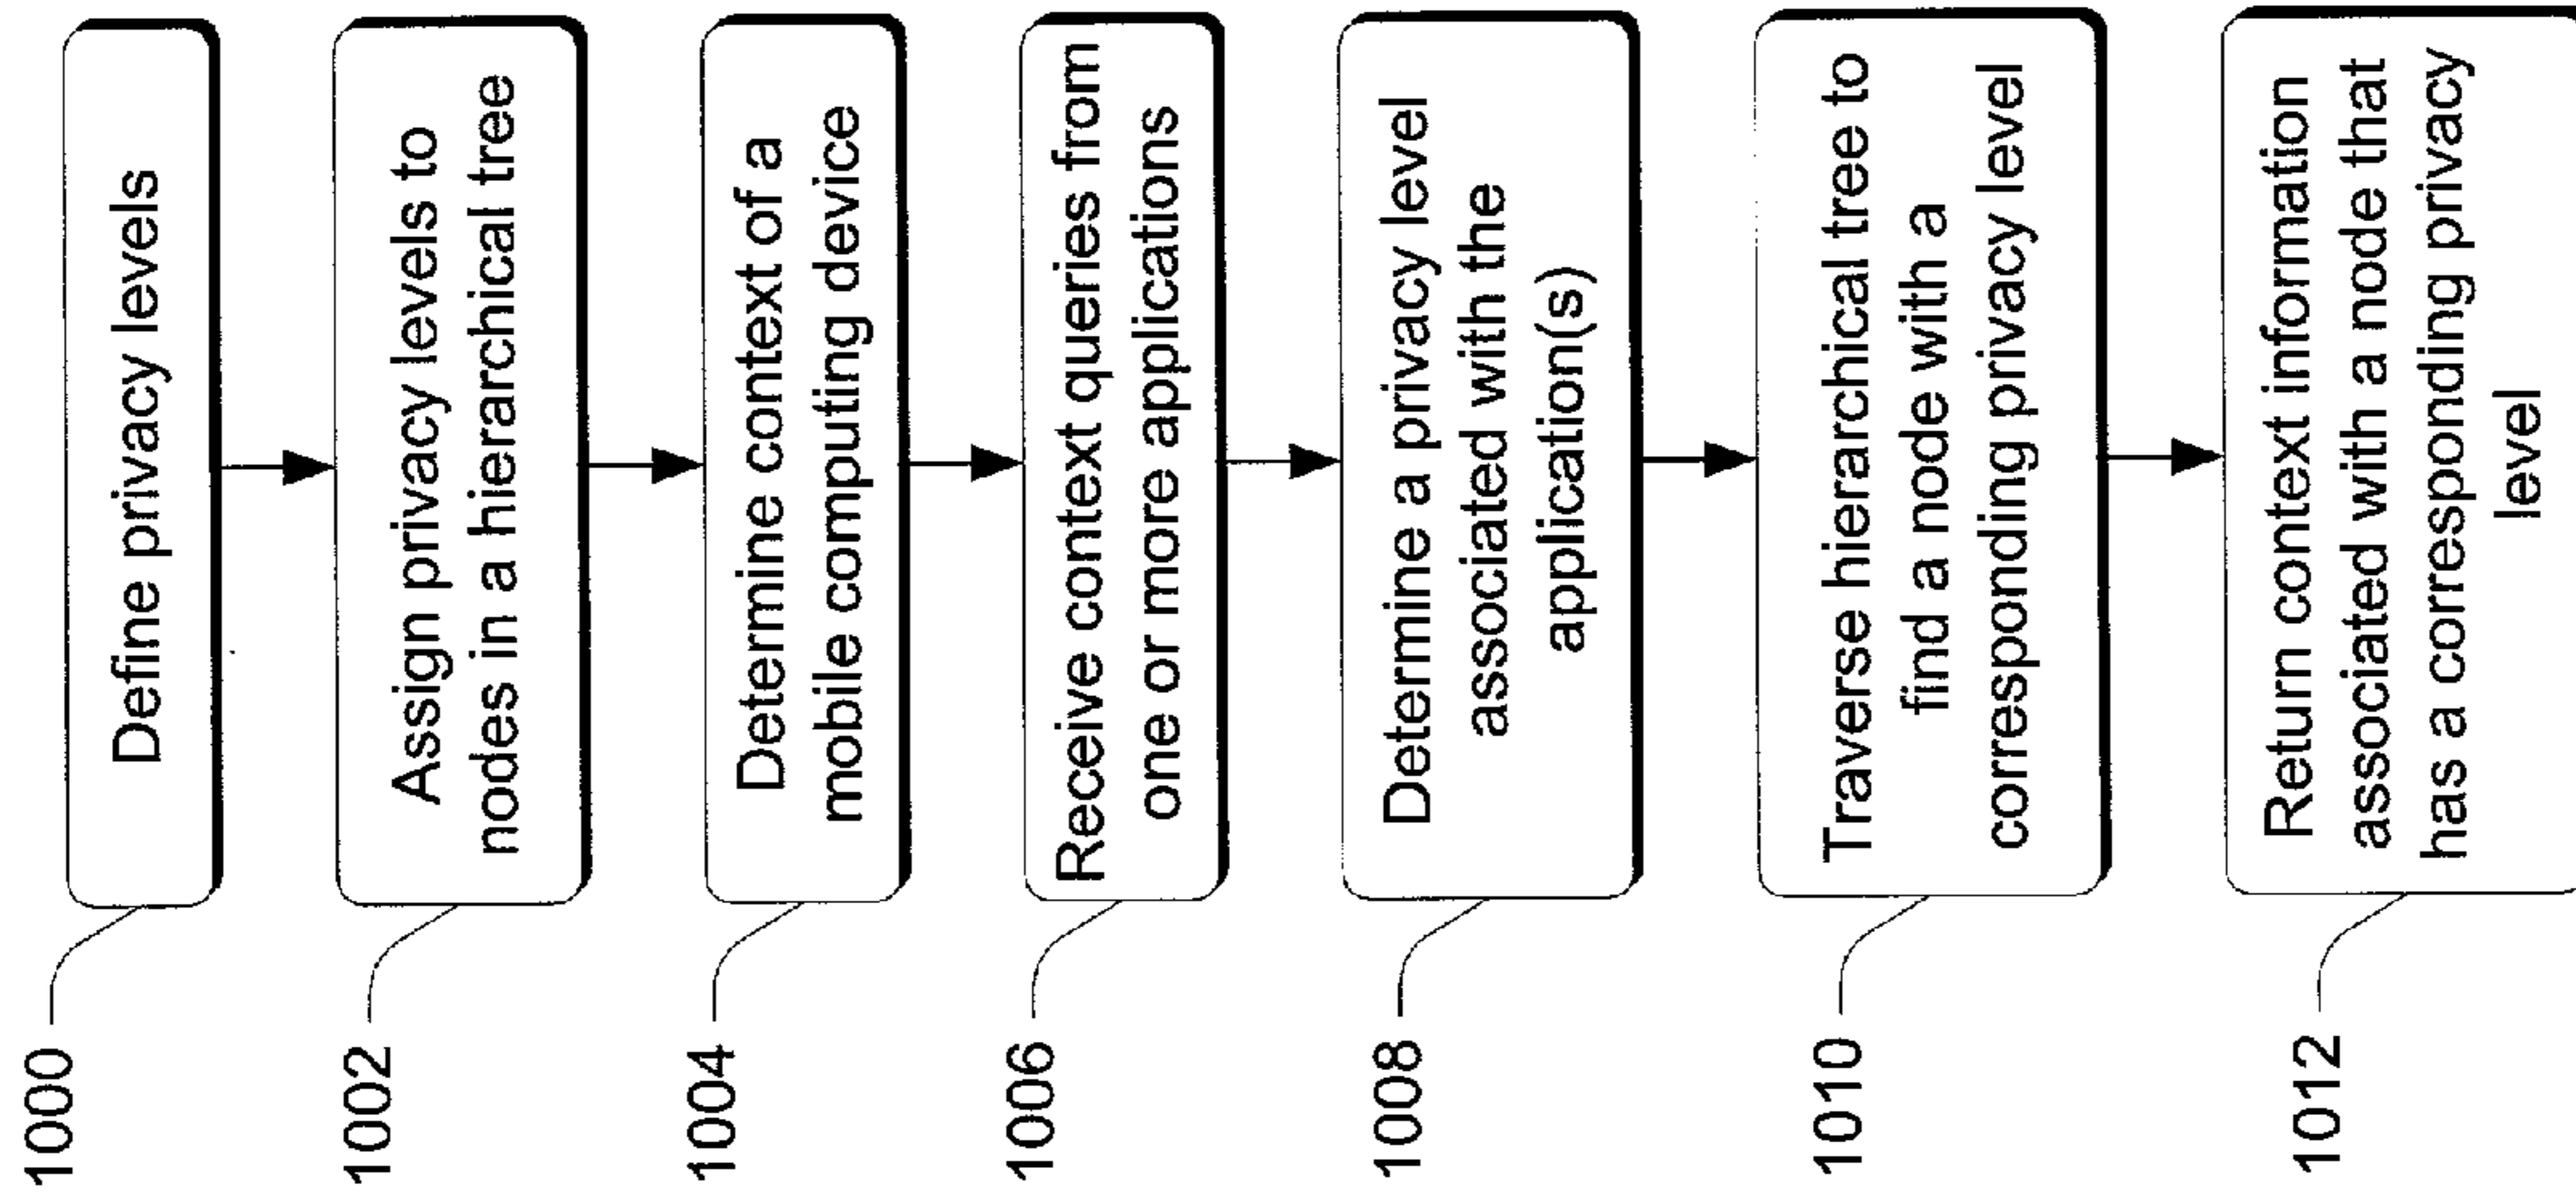 1000
Define privacy levels
1002
Assign privacy levels to
nodes in a hierarchical tree
1004
Determine context of a
mobile computing device
1006
Receive context queries from
one or more applications
1008
Determine a privacy level
associated with the
application(s)
1010
Traverse hierarchical tree to
find a node with a
corresponding privacy level
1012
Return context information
associated with a node that
has a corresponding privacy
level